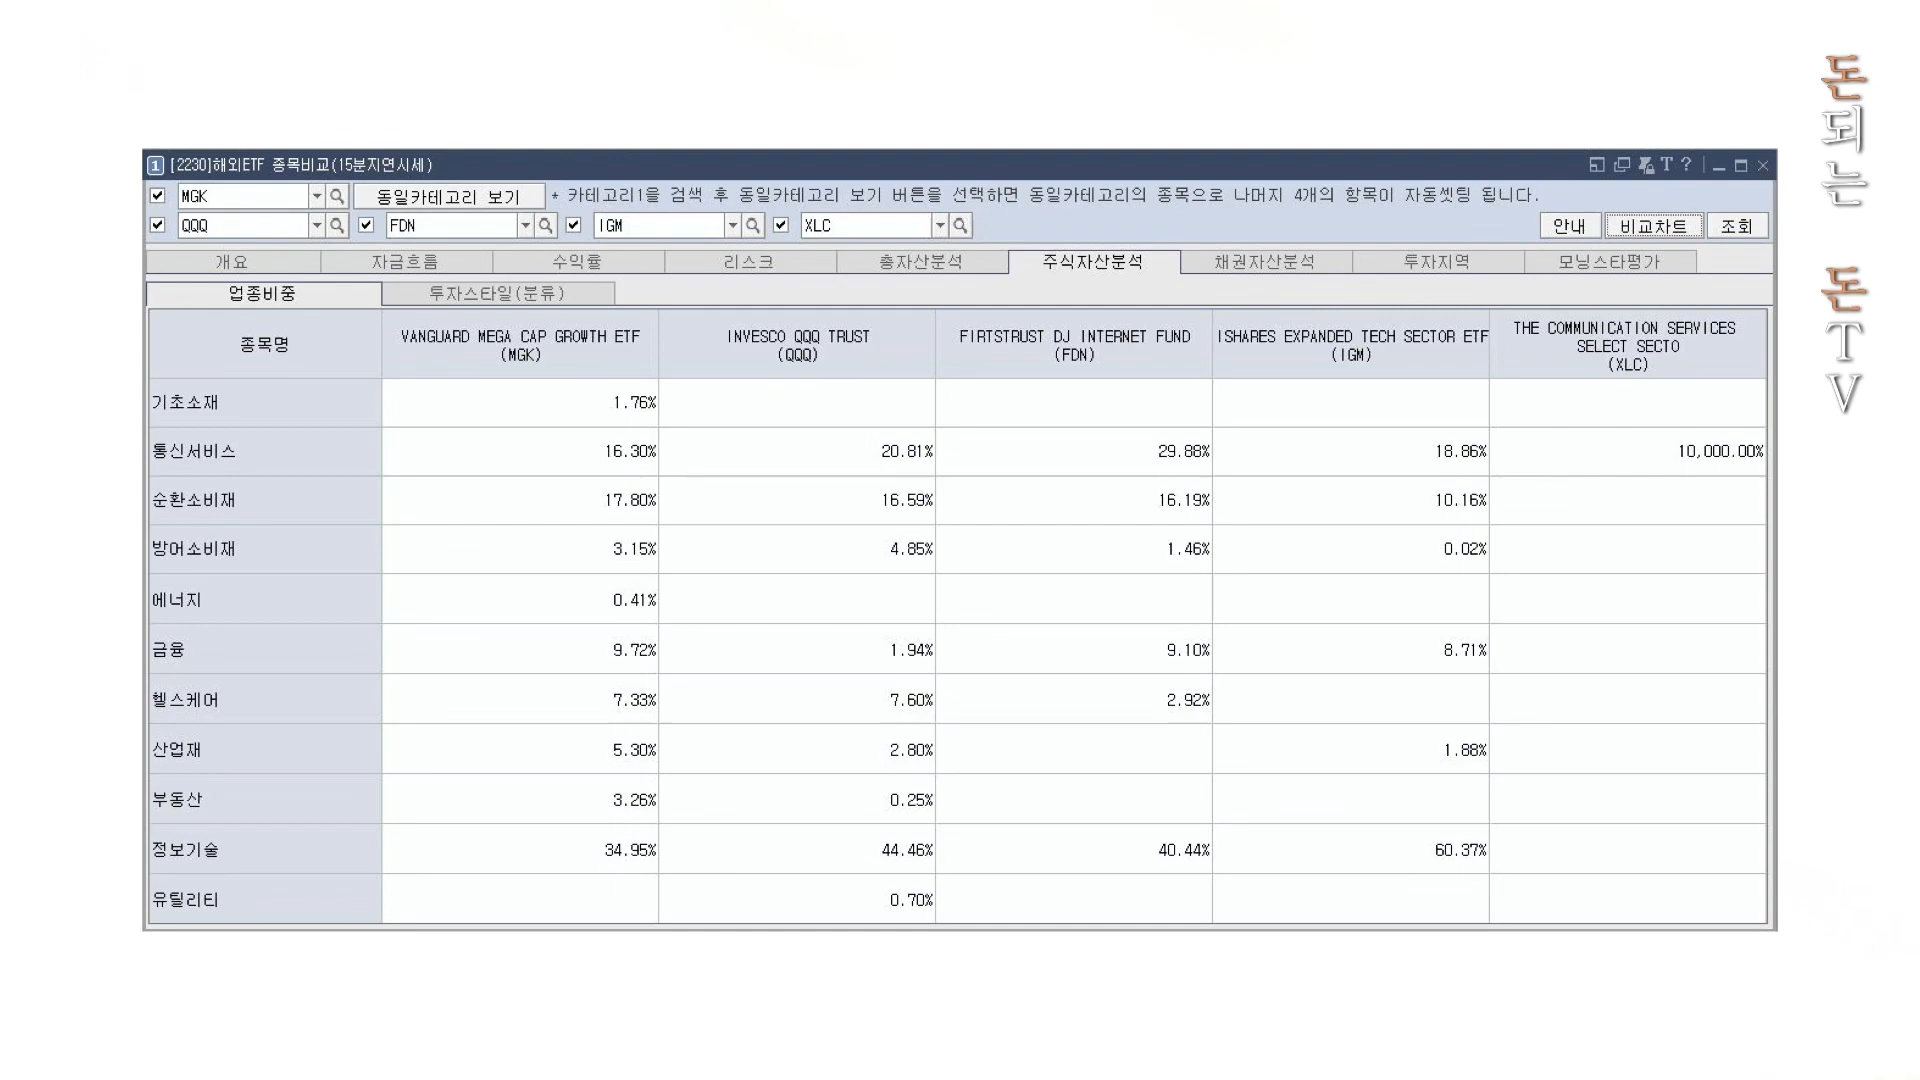 1 [2230]해외ETF 종목비교(15분지연시세)
MGK 동일카테고리 보기 * 카테고리1을 검색 후 동일카테고리 보기 버튼을 선택하면 동일카테고리의 종목으로 나머지 4개의 항목이 자동셋팅 됩니다.
QQQ FDN IGM XLC 안내 비교차트 조회
개요 자금흐름 수익률 리스크 총자산분석 주식자산분석 채권자산분석 투자지역 모닝스타평가
업종비중 투자스타일(분류)
종목명
VANGUARD MEGA CAP GROWTH ETF
(MGK)
INVESCO QQQ TRUST
(QQQ)
FIRTSTRUST DJ INTERNET FUND
(FDN)
ISHARES EXPANDED TECH SECTOR ETF
(IGM)
THE COMMUNICATION SERVICES
SELECT SECTO
(XLC)
기초소재 1.76%
통신서비스 16.30% 20.81% 29.88% 18.86% 10,000.00%
순환소비재 17.80% 16.59% 16.19% 10.16%
방어소비재 3.15% 4.85% 1.46% 0.02%
에너지 0.41%
금융 9.72% 1.94% 9.10% 8.71%
헬스케어 7.33% 7.60% 2.92%
산업재 5.30% 2.80% 1.88%
부동산 3.26% 0.25%
정보기술 34.95% 44.46% 40.44% 60.37%
유틸리티 0.70%
돈되는 돈TV